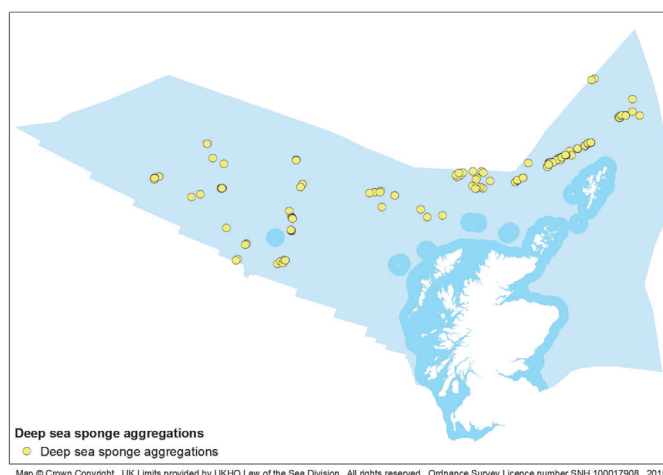 Deep sea sponge aggregations
Deep sea sponge aggregations
Map © Crown Copyright. UK Limits provided by UKHO Law of the Sea Division. All rights reserved. Ordnance Survey Licence number SNH 100017908